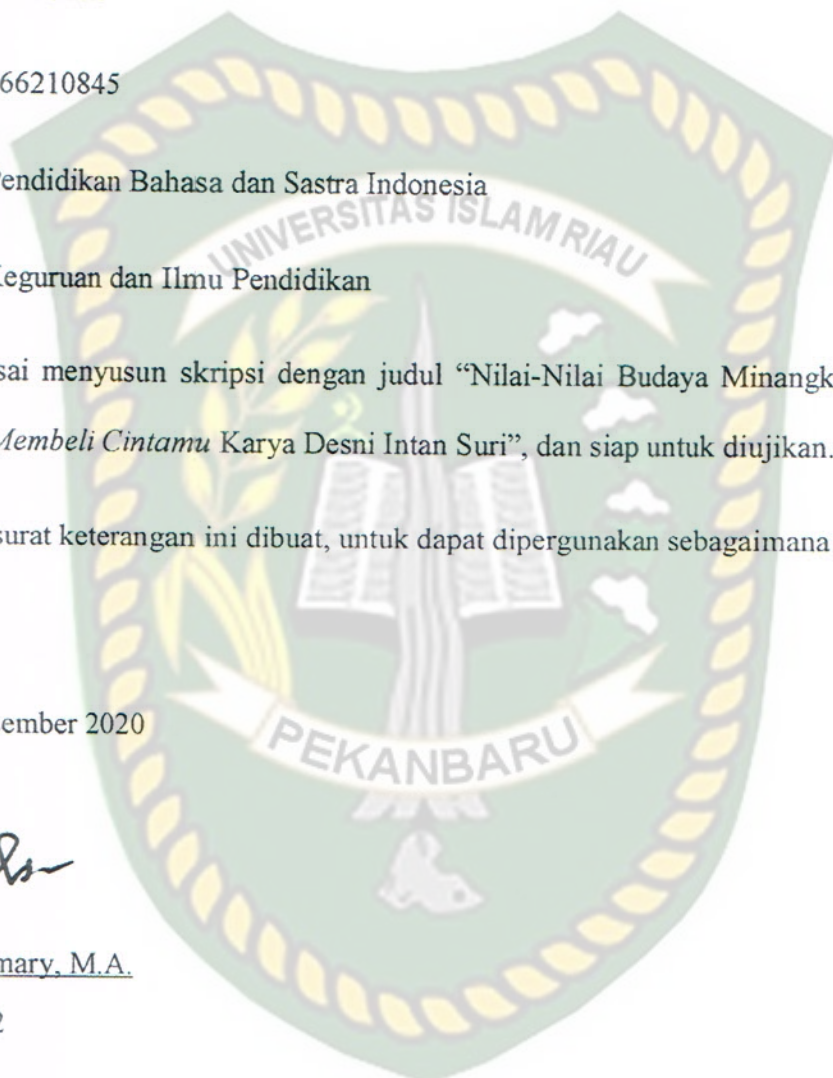 66210845
Pendidikan Bahasa dan Sastra Indonesia
UNIVERSITAS ISLAM RIAU
Keguruan dan Ilmu Pendidikan
sai menyusun skripsi dengan judul “Nilai-Nilai Budaya Minangk
Membeli Cintamu Karya Desni Intan Suri”, dan siap untuk diujikan.
surat keterangan ini dibuat, untuk dapat dipergunakan sebagaimana
ember 2020
PEKANBARU
mary, M.A.